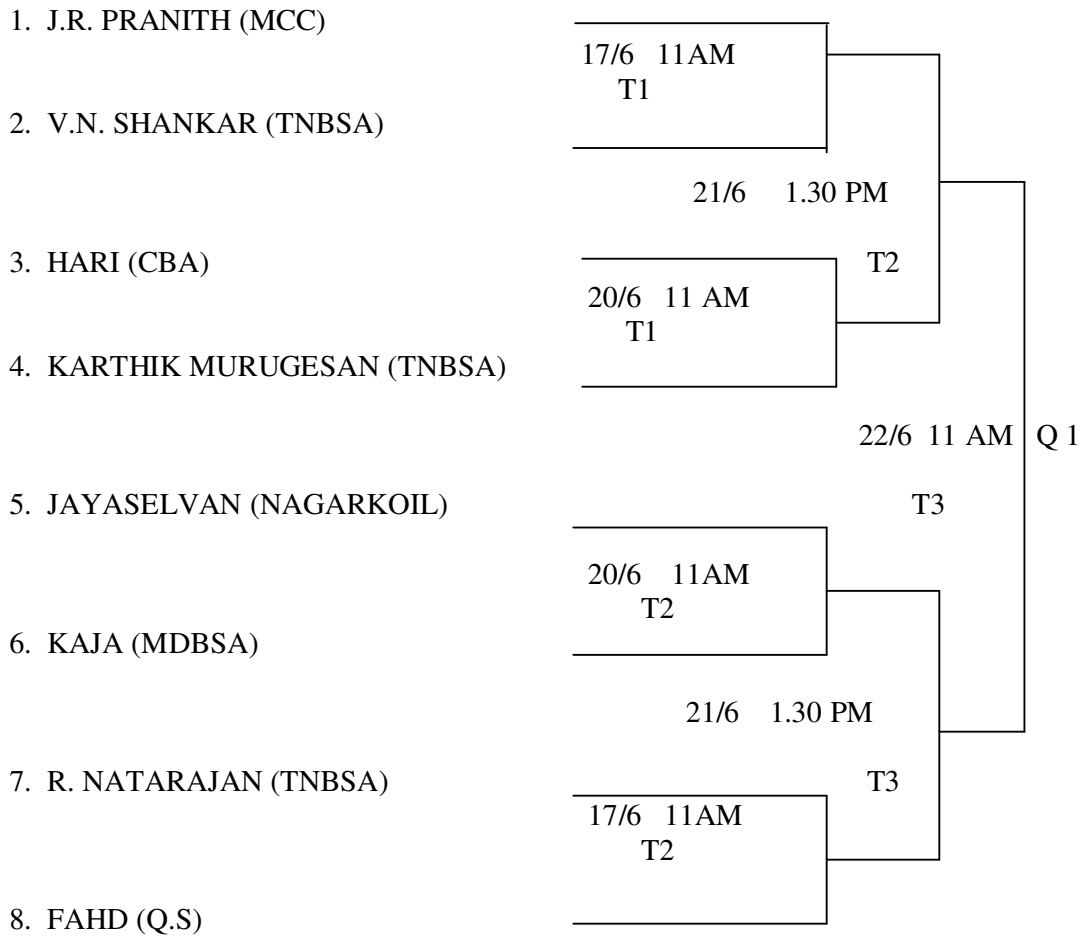 1. J.R. PRANITH (MCC)
17/6 11AM
T1
2. V.N. SHANKAR (TNBSA)
21/6 1.30 PM
3. HARI (CBA)
T2
20/6 11 AM
T1
4. KARTHIK MURUGESAN (TNBSA)
22/6 11 AM Q 1
5. JAYASELVAN (NAGARKOIL)
T3
20/6 11AM
T2
6. KAJA (MDBSA)
21/6 1.30 PM
7. R. NATARAJAN (TNBSA)
T3
17/6 11AM
T2
8. FAHD (Q.S)